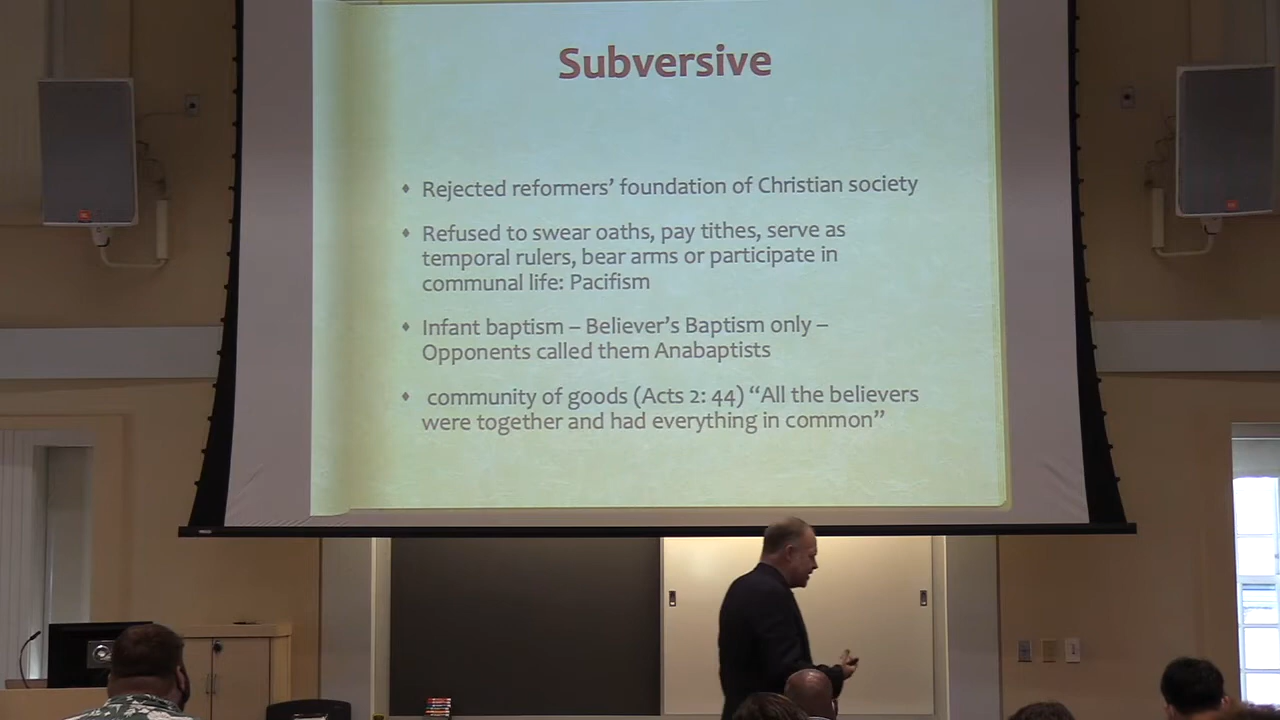 Subversive
Rejected reformers’ foundation of Christian society
Refused to swear oaths, pay tithes, serve as
temporal rulers, bear arms or participate in
communal life: Pacifism
Infant baptism – Believer’s Baptism only –
Opponents called them Anabaptists
community of goods (Acts 2: 44) “All the believers
were together and had everything in common”